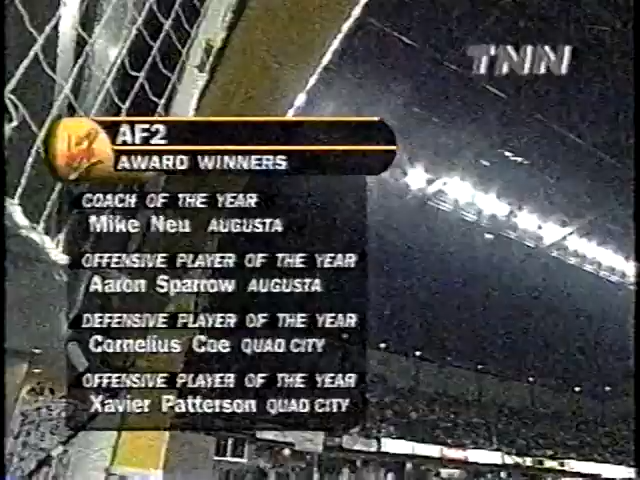 TNN
AF2
AWARD WINNERS
COACH OF THE YEAR
Mike Neu AUGUSTA
OFFENSIVE PLAYER OF THE YEAR
Aaron Sparrow AUGUSTA
DEFENSIVE PLAYER OF THE YEAR
Cornelius Coe QUAD CITY
OFFENSIVE PLAYER OF THE YEAR
Xavier Patterson QUAD CITY